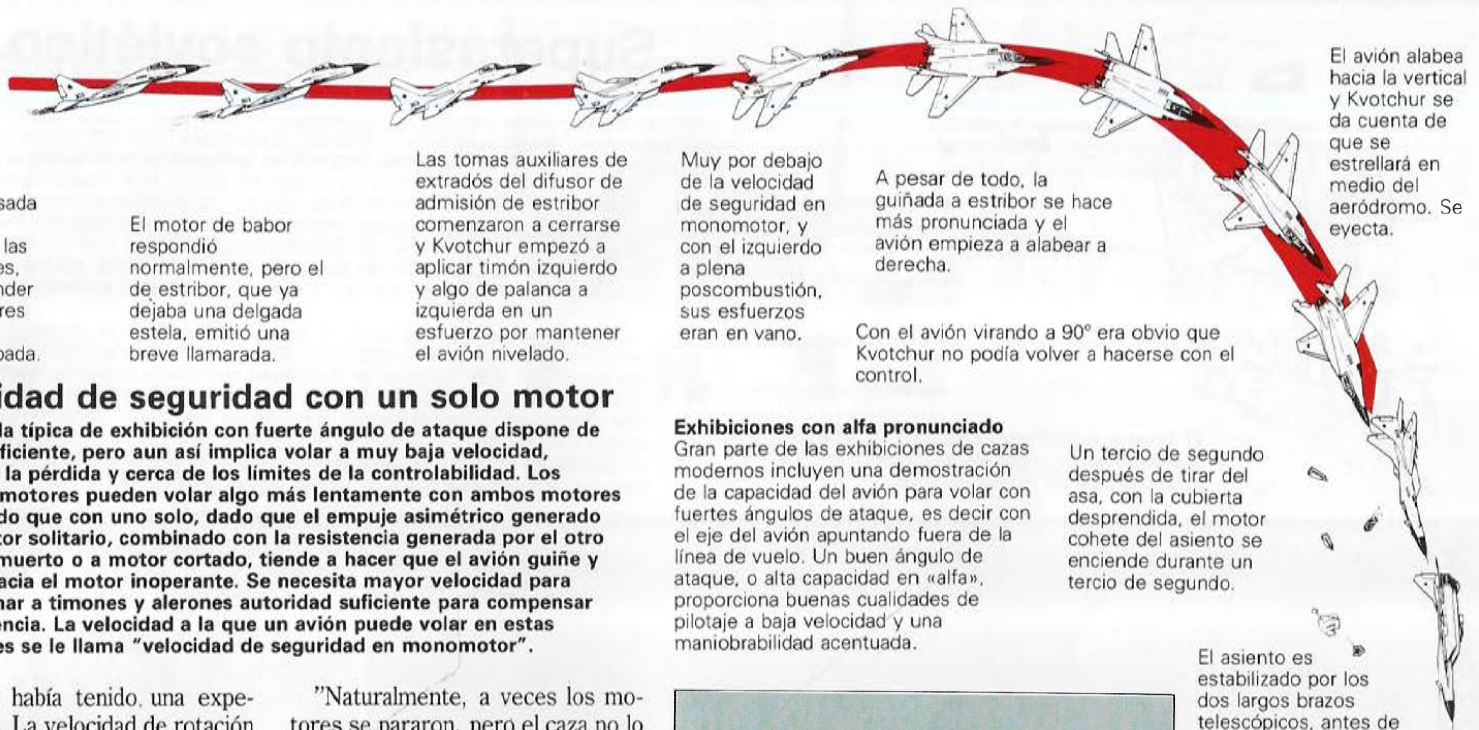 sada
las
es,
nder
res
bada.
El motor de babor
respondió
normalmente, pero el
de estribor, que ya
dejaba una delgada
estela, emitió una
breve llamarada.
Las tomas auxiliares de
extradós del difusor de
admisión de estribor
comenzaron a cerrarse
y Kvotchur empezó a
aplicar timón izquierdo
y algo de palanca a
izquierda en un
esfuerzo por mantener
el avión nivelado.
Muy por debajo
de la velocidad
de seguridad en
monomotor, y
con el izquierdo
a plena
poscombustión,
sus esfuerzos
eran en vano.
A pesar de todo, la
guiñada a estribor se hace
más pronunciada y el
avión empieza a alabear a
derecha.
Con el avión virando a 90° era obvio que
Kvotchur no podía volver a hacerse con el
control.
El avión alabea
hacia la vertical
y Kvotchur se
da cuenta de
que se
estrellará en
medio del
aeródromo. Se
eyecta.
idad de seguridad con un solo motor
la típica de exhibición con fuerte ángulo de ataque dispone de
ficiente, pero aun así implica volar a muy baja velocidad,
la pérdida y cerca de los límites de la controlabilidad. Los
motores pueden volar algo más lentamente con ambos motores
do que con uno solo, dado que el empuje asimétrico generado
tor solitario, combinado con la resistencia generada por el otro
muerto o a motor cortado, tiende a hacer que el avión guiñe y
acia el motor inoperante. Se necesita mayor velocidad para
nar a timones y alerones autoridad suficiente para compensar
encia. La velocidad a la que un avión puede volar en estas
es se le llama "velocidad de seguridad en monomotor".
Exhibiciones con alfa pronunciado
Gran parte de las exhibiciones de cazas
modernos incluyen una demostración
de la capacidad del avión para volar con
fuertes ángulos de ataque, es decir con
el eje del avión apuntando fuera de la
línea de vuelo. Un buen ángulo de
ataque, o alta capacidad en «alfa»,
proporciona buenas cualidades de
pilotaje a baja velocidad y una
maniobrabilidad acentuada.
Un tercio de segundo
después de tirar del
asa, con la cubierta
desprendida, el motor
cohete del asiento se
enciende durante un
tercio de segundo.
El asiento es
estabilizado por los
dos largos brazos
telescópicos, antes de
había tenido una expe-
La velocidad de rotación
"Naturalmente, a veces los mo-
tores se pararon, pero el caza no lo